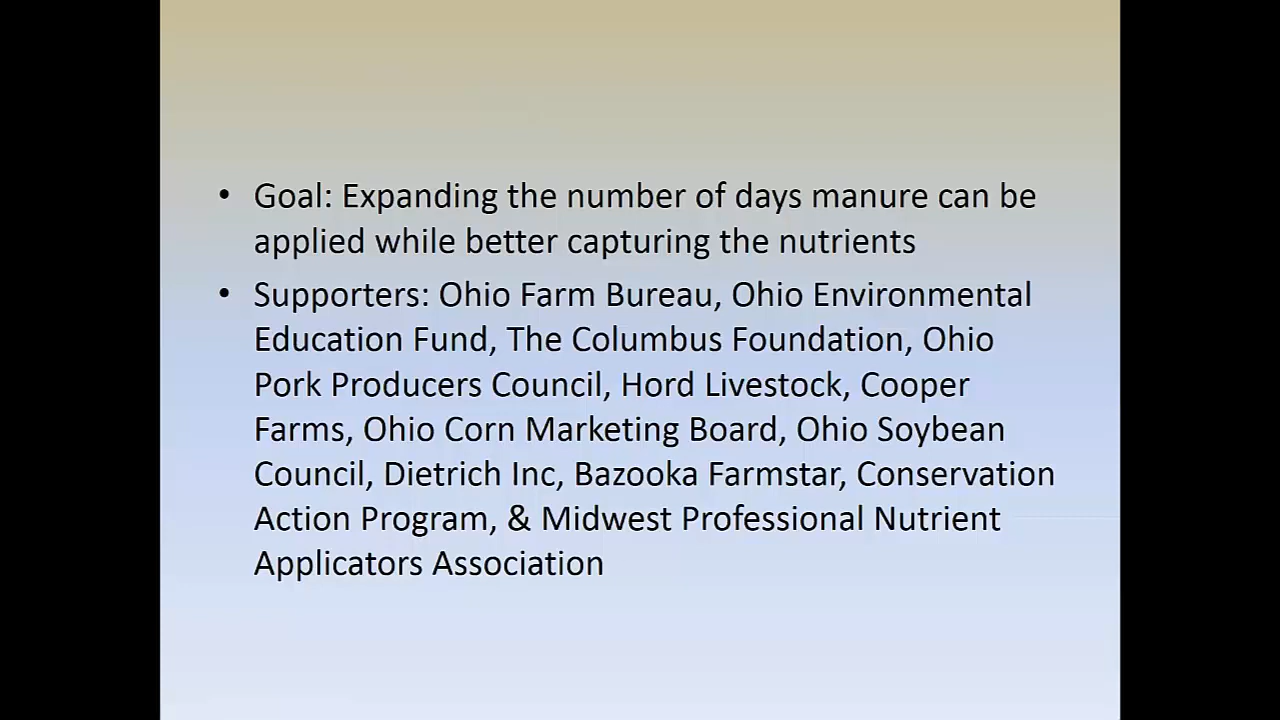 • Goal: Expanding the number of days manure can be
applied while better capturing the nutrients
• Supporters: Ohio Farm Bureau, Ohio Environmental
Education Fund, The Columbus Foundation, Ohio
Pork Producers Council, Hord Livestock, Cooper
Farms, Ohio Corn Marketing Board, Ohio Soybean
Council, Dietrich Inc, Bazooka Farmstar, Conservation
Action Program, & Midwest Professional Nutrient
Applicators Association